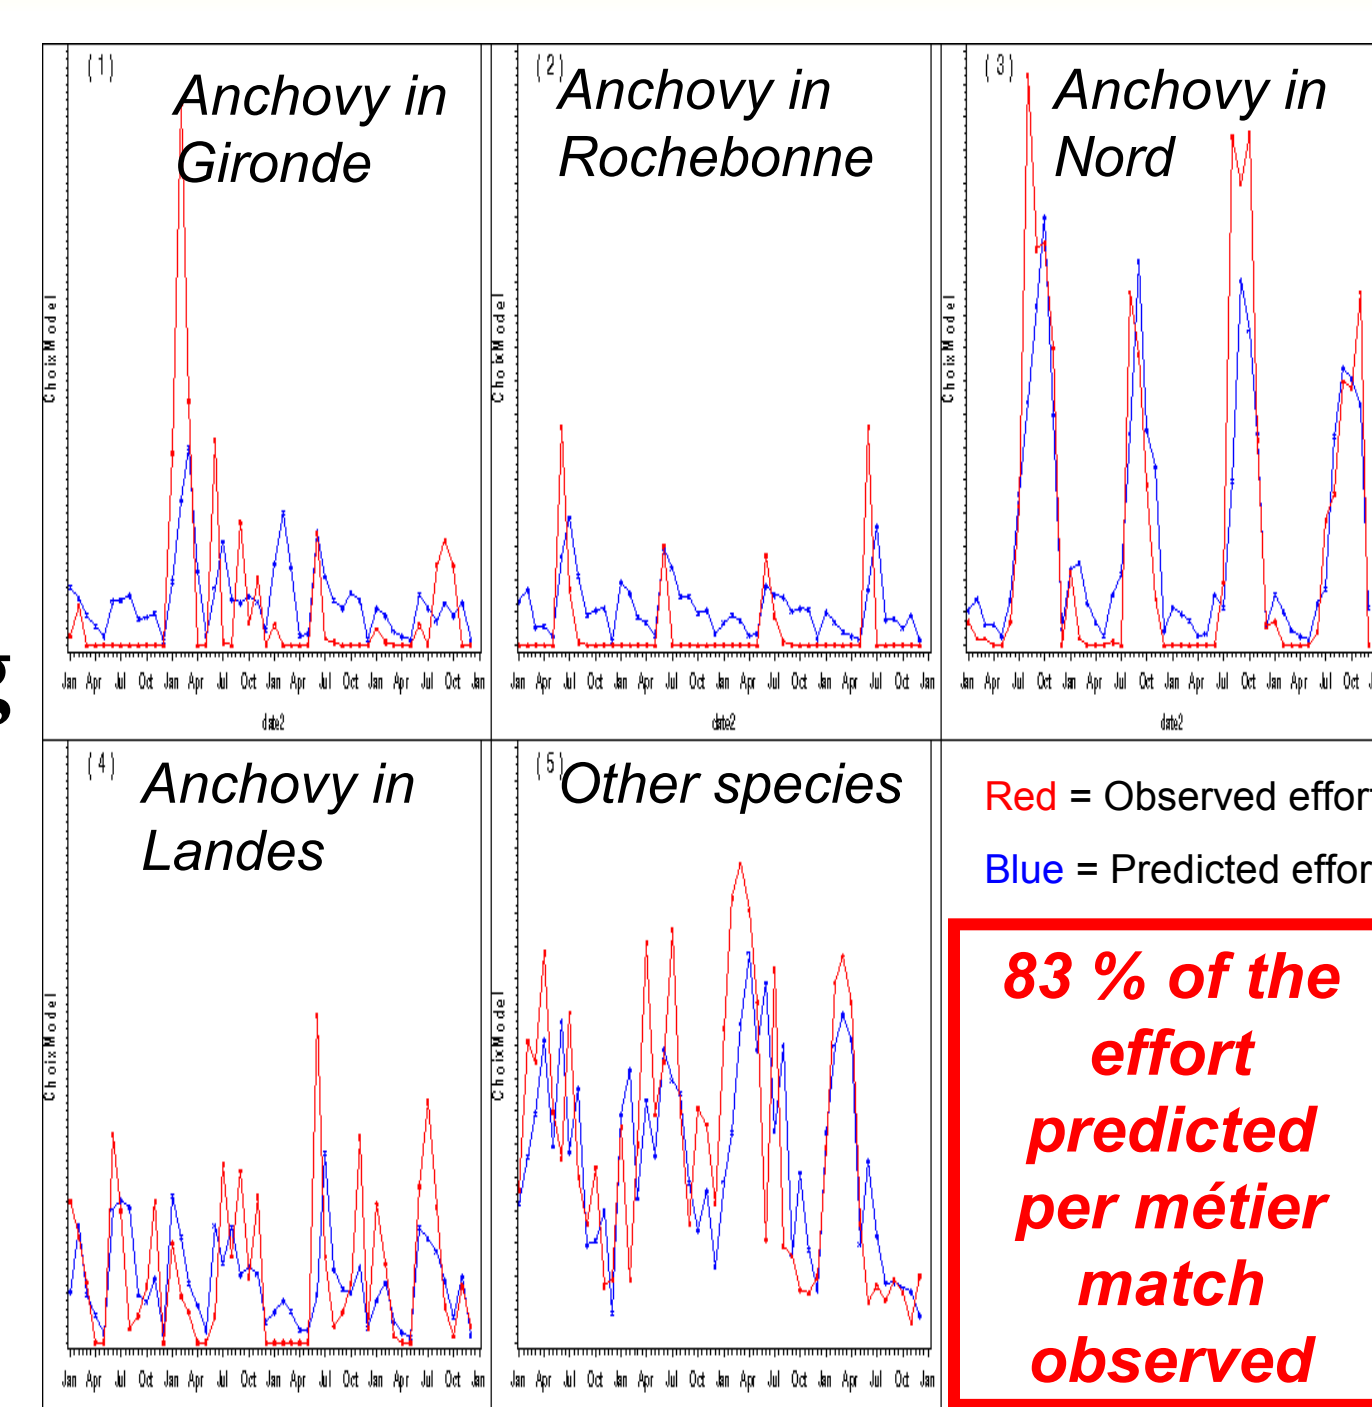 (1)
Anchovy in
Gironde
ChoixModel
Jan Apr Jul Oct Jan Apr Jul Oct Jan Apr Jul Oct Jan Apr Jul Oct Jan
date2
(2)
Anchovy in
Rochebonne
ChoixModel
Jan Apr Jul Oct Jan Apr Jul Oct Jan Apr Jul Oct Jan Apr Jul Oct Jan
date2
(3)
Anchovy in
Nord
ChoixModel
Jan Apr Jul Oct Jan Apr Jul Oct Jan Apr Jul Oct Jan Apr Jul Oct J
date2
g
(4)
Anchovy in
Landes
ChoixModel
Jan Apr Jul Oct Jan Apr Jul Oct Jan Apr Jul Oct Jan Apr Jul Oct Jan
(5)
Other species
ChoixModel
Jan Apr Jul Oct Jan Apr Jul Oct Jan Apr Jul Oct Jan Apr Jul Oct Jan
Red = Observed effort
Blue = Predicted effor
83 % of the
effort
predicted
per métier
match
observed